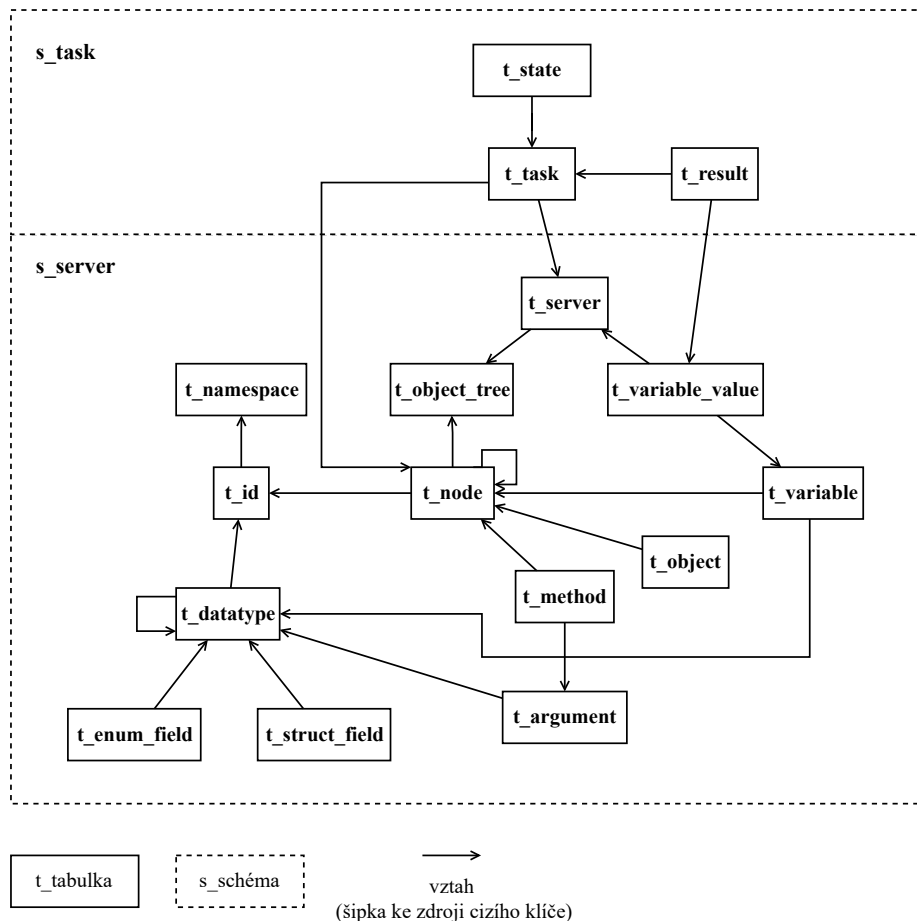 s_task
t_state
t_task
t_result
s_server
t_server
t_namespace
t_object_tree
t_variable_value
t_id
t_node
t_variable
t_object
t_method
t_datatype
t_argument
t_enum_field
t_struct_field
t_tabulka
s_schéma
vztah
(šipka ke zdroji cizího klíče)